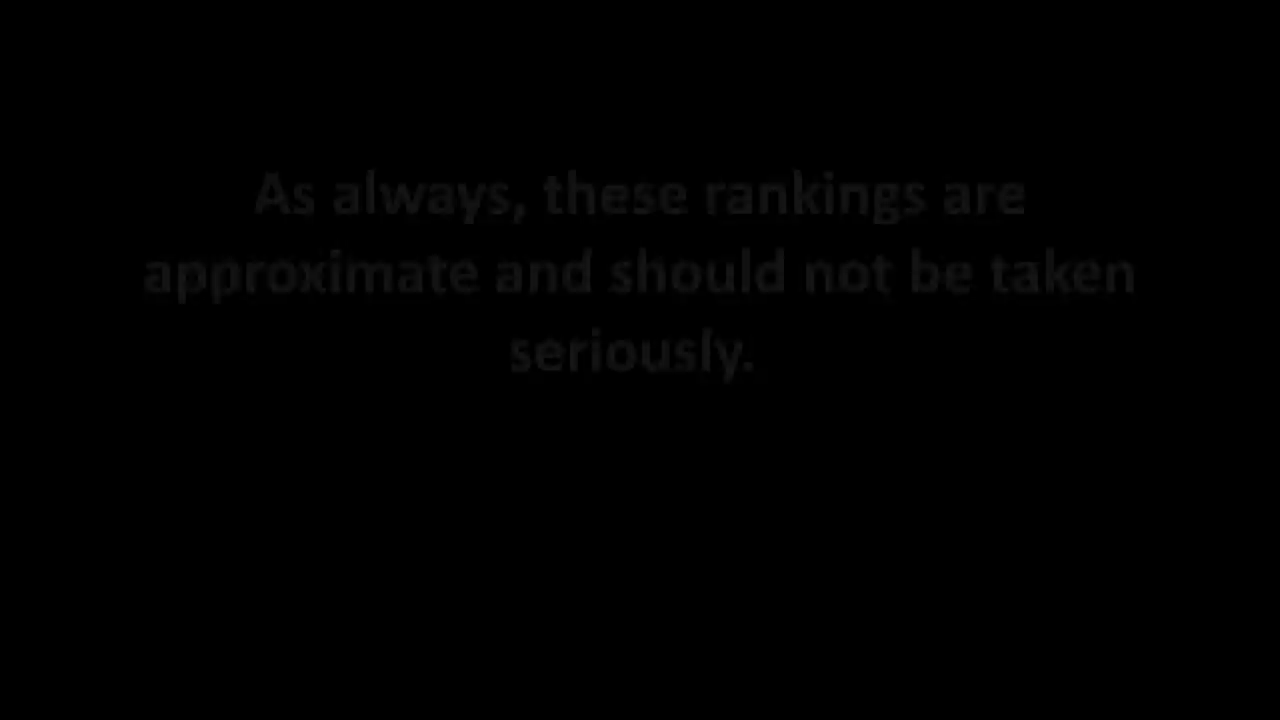 As always, these rankings are
approximate and should not be taken
seriously.